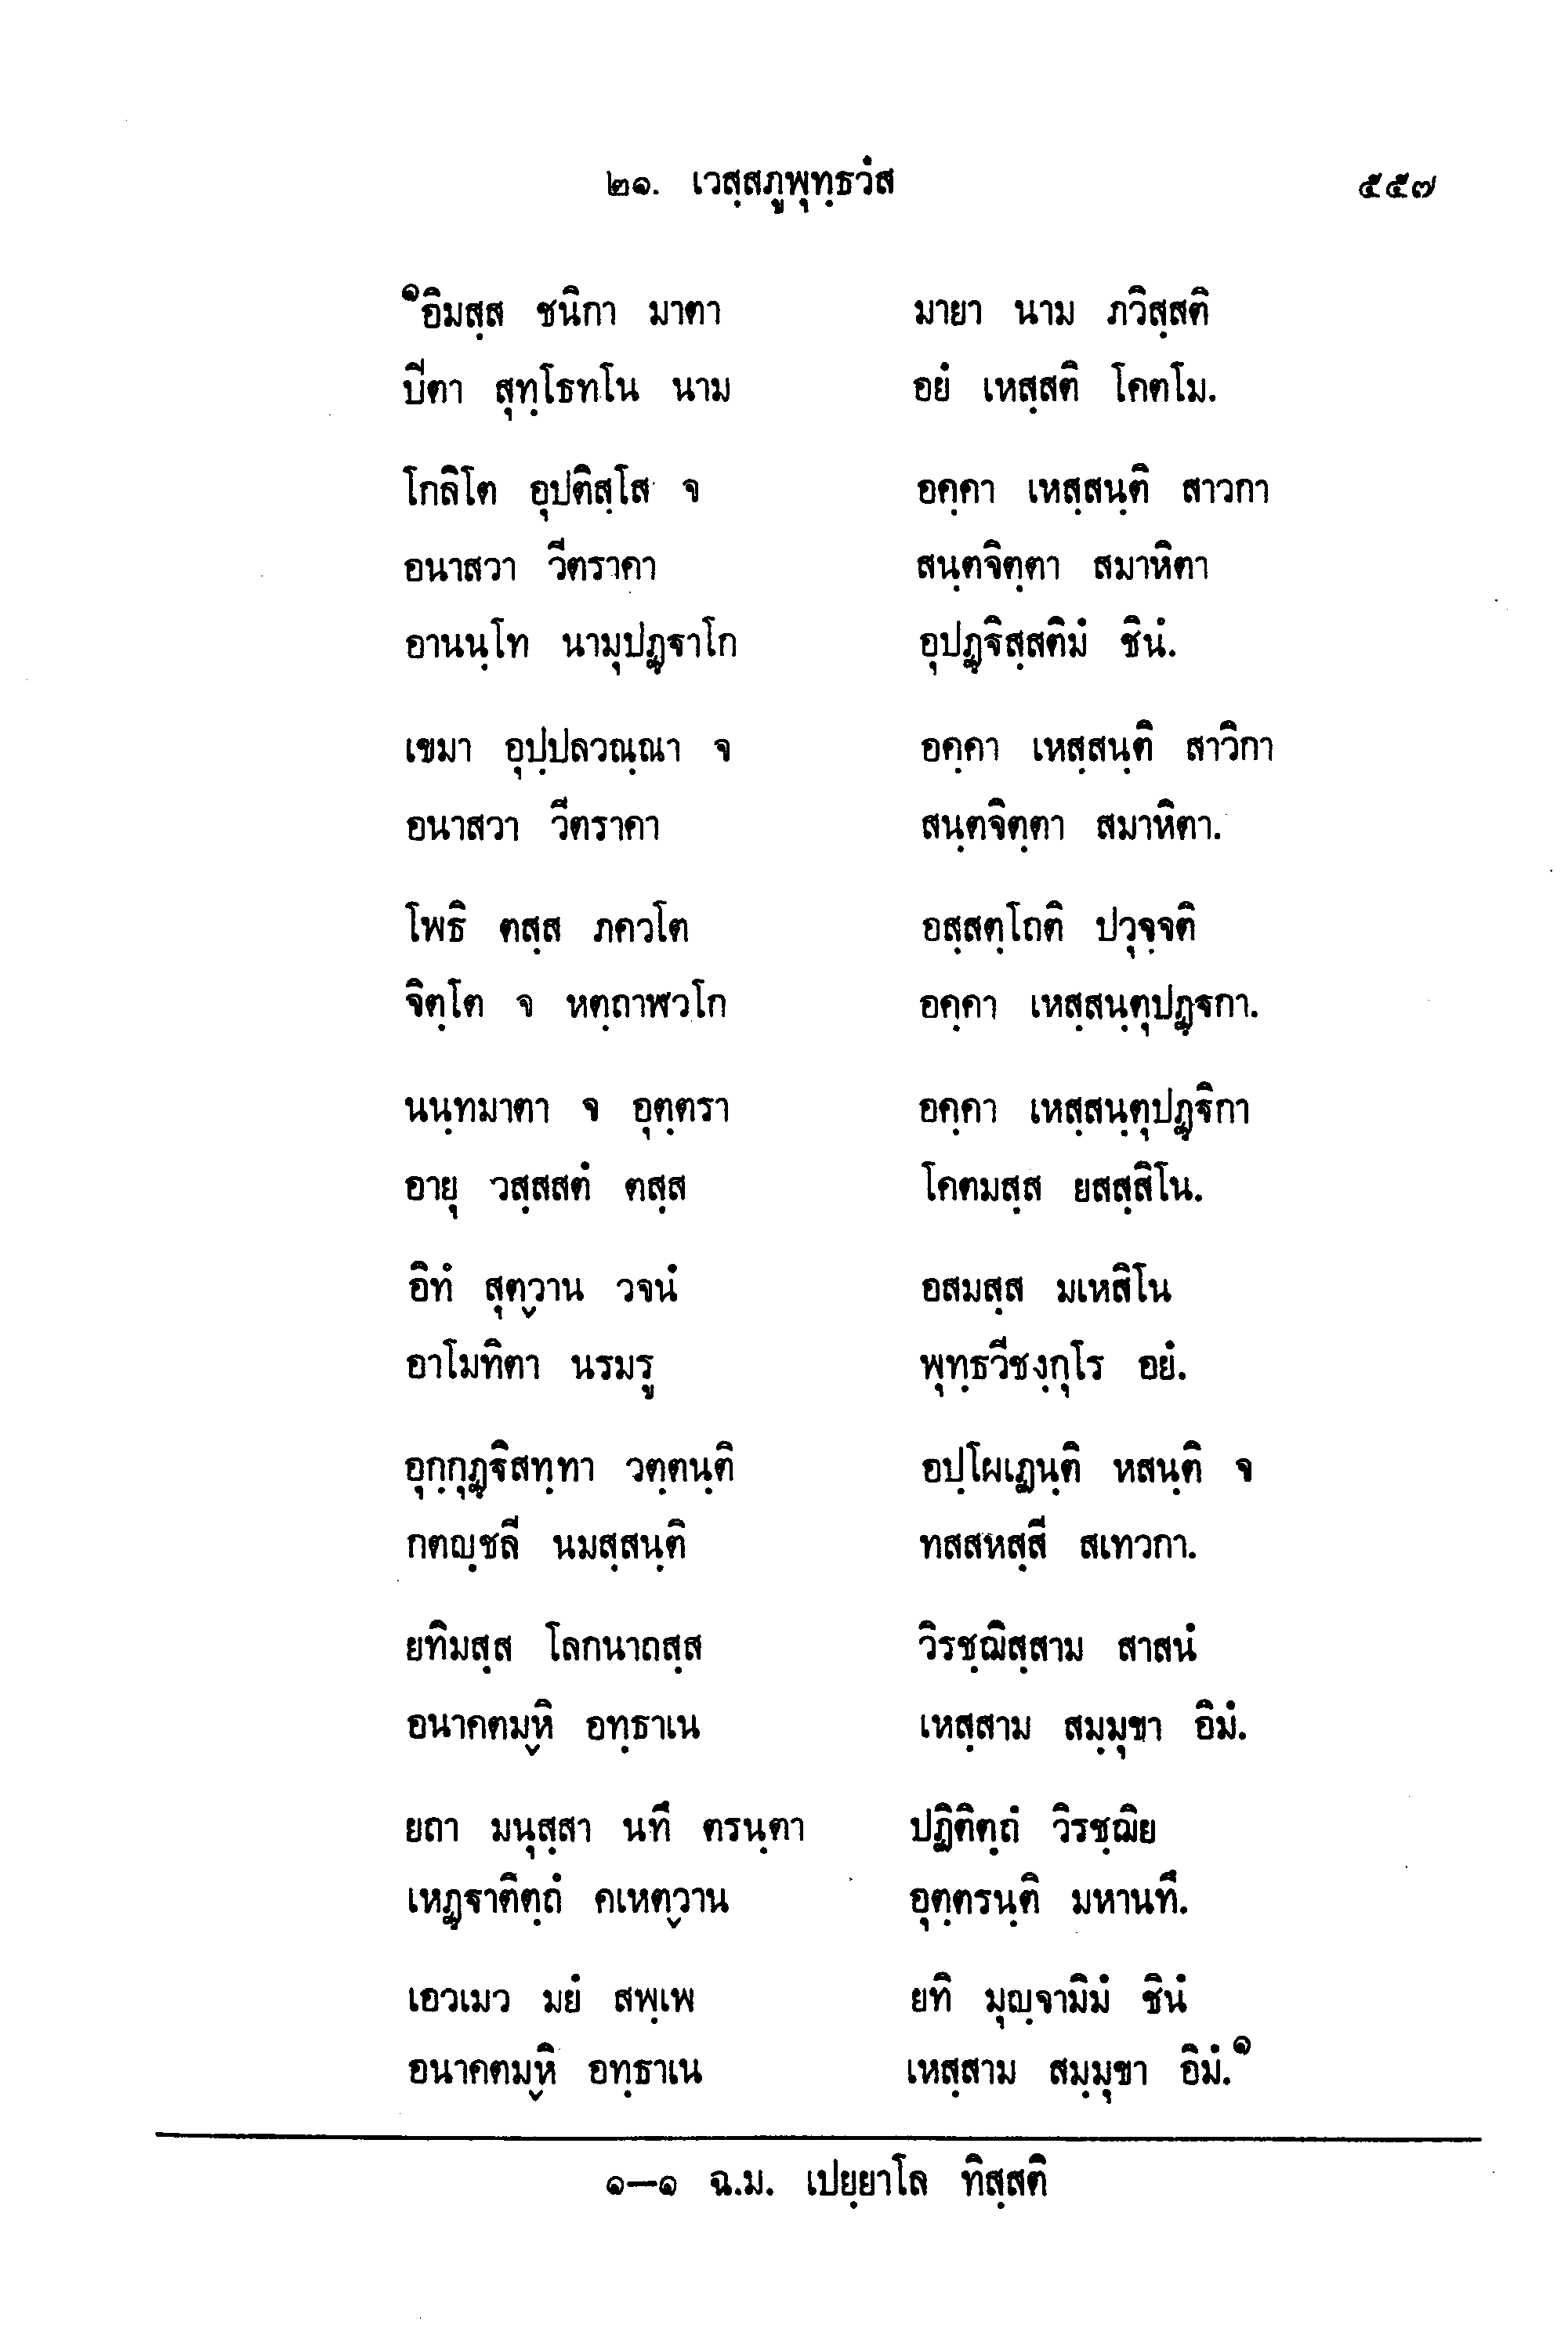 ๒๑. เวสฺสภูพุทฺธวํส ๕๕๗
๑อิมสฺส ชนิกา มาตา มายา นาม ภวิสฺสติ
ปีตา สุทฺโธทโน นาม อยํ เหสฺสติ โคตโม.
โกลิโต อุปติสฺโส จ อคฺคา เหสฺสนฺติ สาวกา
อนาสวา วีตราคา สนฺตจิตฺตา สมาหิตา
อานนฺโท นามุปฏฺฐาโก อุปฏฺฐิสฺสติมํ ชินํ.
เขมา อุปฺปลวณฺณา จ อคฺคา เหสฺสนฺติ สาวิกา
อนาสวา วีตราคา สนฺตจิตฺตา สมาหิตา.
โพธิ ตสฺส ภควโต อสฺสตฺโถติ ปวุจฺจติ
จิตฺโต จ หตฺถาฬวโก อคฺคา เหสฺสนฺตุปฏฺฐกา.
นนฺทมาตา จ อุตฺตรา อคฺคา เหสฺสนฺตุปฏฺฐิกา
อายุ วสฺสสตํ ตสฺส โคตมสฺส ยสสฺสิโน.
อิทํ สุตฺวาน วจนํ อสมสฺส มเหสิโน
อาโมทิตา นรมรู พุทฺธวีชงฺกุโร อยํ.
อุกฺกุฏฺฐิสทฺทา วตฺตนฺติ อปฺโผเฏนฺติ หสนฺติ จ
กตญฺชลี นมสฺสนฺติ ทสสหสฺสี สเทวกา.
ยทิมสฺส โลกนาถสฺส วิรชฺฌิสฺสาม สาสนํ
อนาคตมฺหิ อทฺธาเน เหสฺสาม สมฺมุขา อิมํ.
ยถา มนุสฺสา นทึ ตรนฺตา ปฏิติตฺถํ วิรชฺฌิย
เหฏฺฐาติตฺถํ คเหตฺวาน อุตฺตรนฺติ มหานทึ.
เอวเมว มยํ สพฺเพ ยทิ มุญฺจามิมํ ชินํ
อนาคตมฺหิ อทฺธาเน เหสฺสาม สมฺมุขา อิมํ.๑
๑—๑ ฉ.ม. เปยฺยาโล ทิสฺสติ